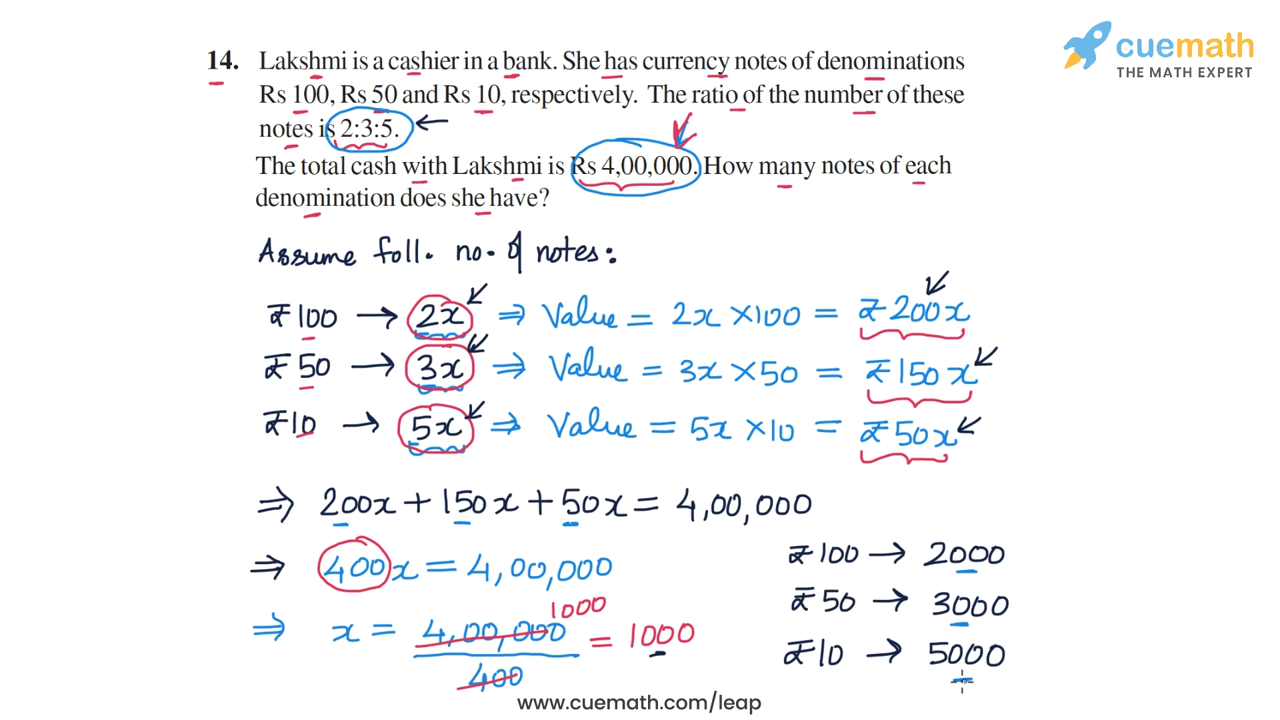 cuemath
THE MATH EXPERT
14. Lakshmi is a cashier in a bank. She has currency notes of denominations
Rs 100, Rs 50 and Rs 10, respectively. The ratio of the number of these
notes is 2:3:5.
The total cash with Lakshmi is Rs 4,00,000. How many notes of each
denomination does she have?
Assume foll. no. of notes:
₹100 → 2x ⇒ Value = 2x × 100 = ₹200x
₹50 → 3x ⇒ Value = 3x × 50 = ₹150x
₹10 → 5x ⇒ Value = 5x × 10 = ₹50x
⇒ 200x + 150x + 50x = 4,00,000
⇒ 400x = 4,00,000
⇒ x = 4,00,000 1000 / 400 = 1000
₹100 → 2000
₹50 → 3000
₹10 → 5000
www.cuemath.com/leap